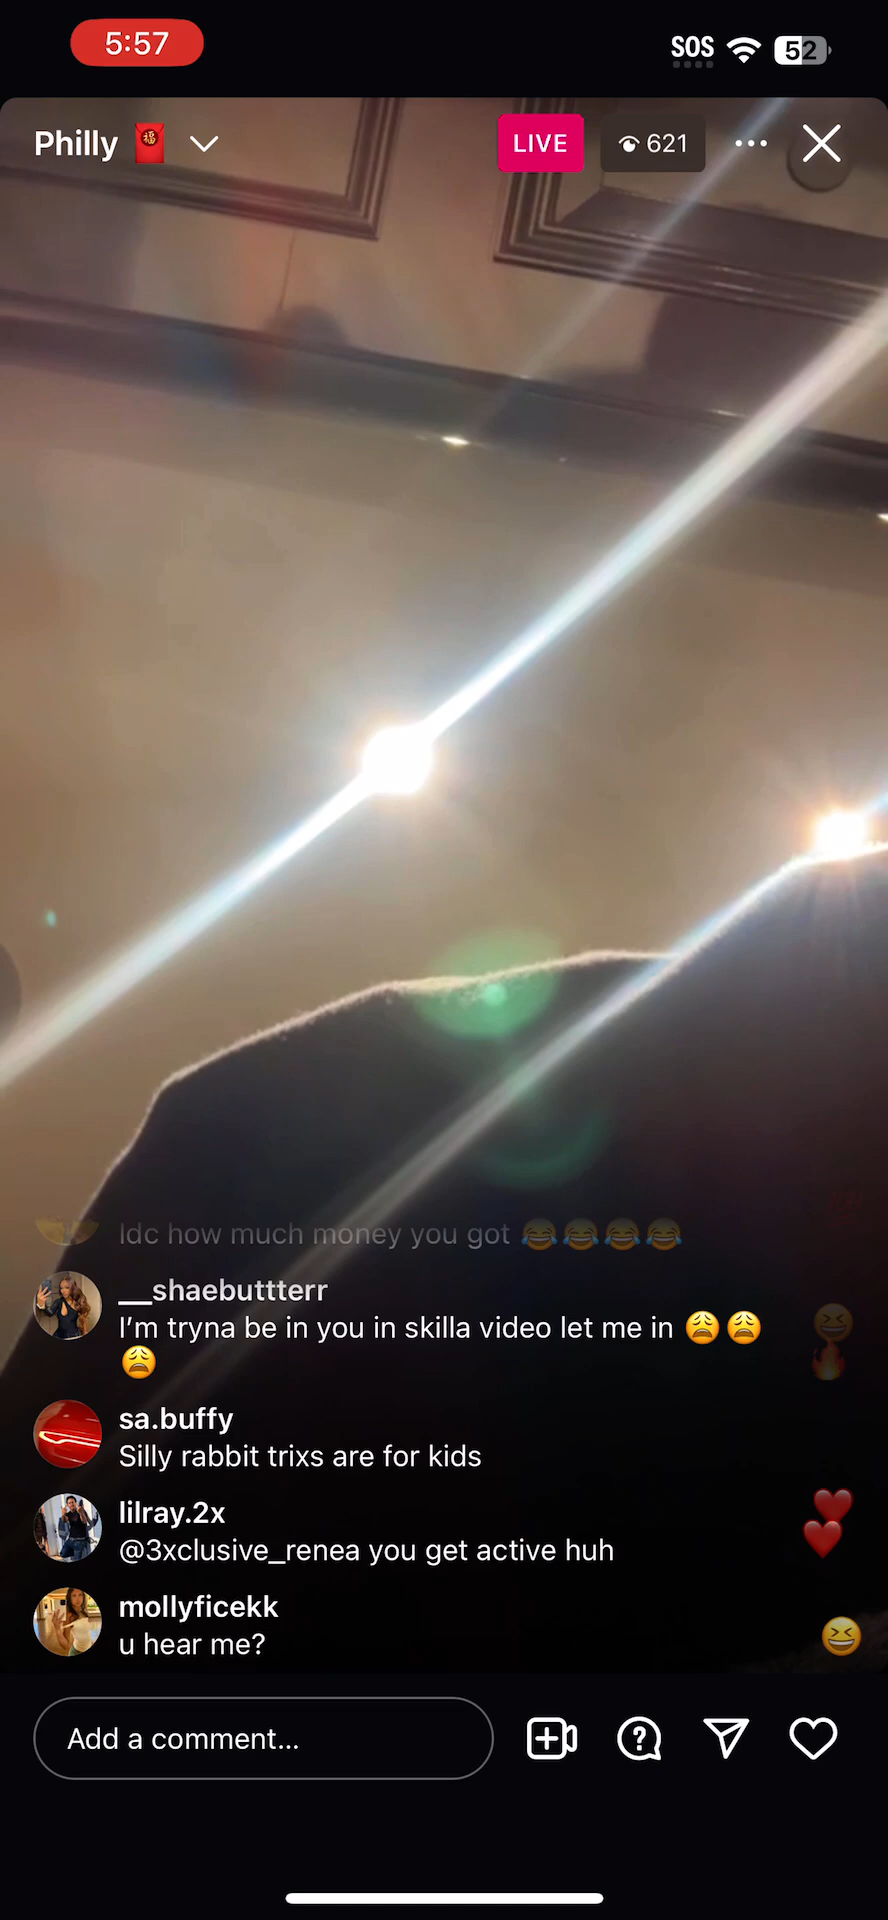 5:57
SOS
52
Philly 🧧
LIVE
621
Idc how much money you got 😂😂😂😂
__shaebuttterr
I’m tryna be in you in skilla video let me in 😩😩
😩
sa.buffy
Silly rabbit trixs are for kids
lilray.2x
@3xclusive_renea you get active huh
mollyficekk
u hear me?
Add a comment...